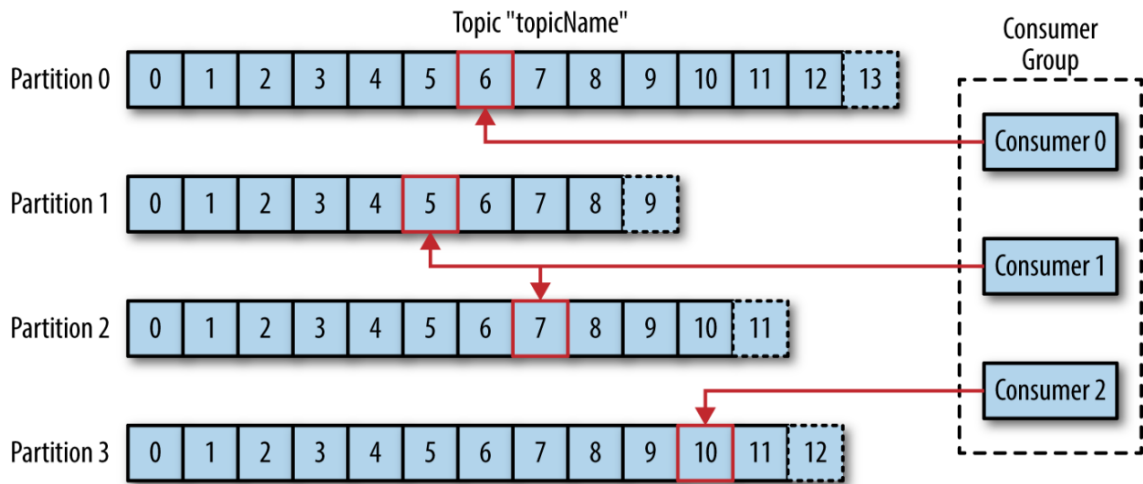 Topic "topicName"
Consumer
Group
Partition 0 0 1 2 3 4 5 6 7 8 9 10 11 12 13
Consumer 0
Partition 1 0 1 2 3 4 5 6 7 8 9
Consumer 1
Partition 2 0 1 2 3 4 5 6 7 8 9 10 11
Consumer 2
Partition 3 0 1 2 3 4 5 6 7 8 9 10 11 12